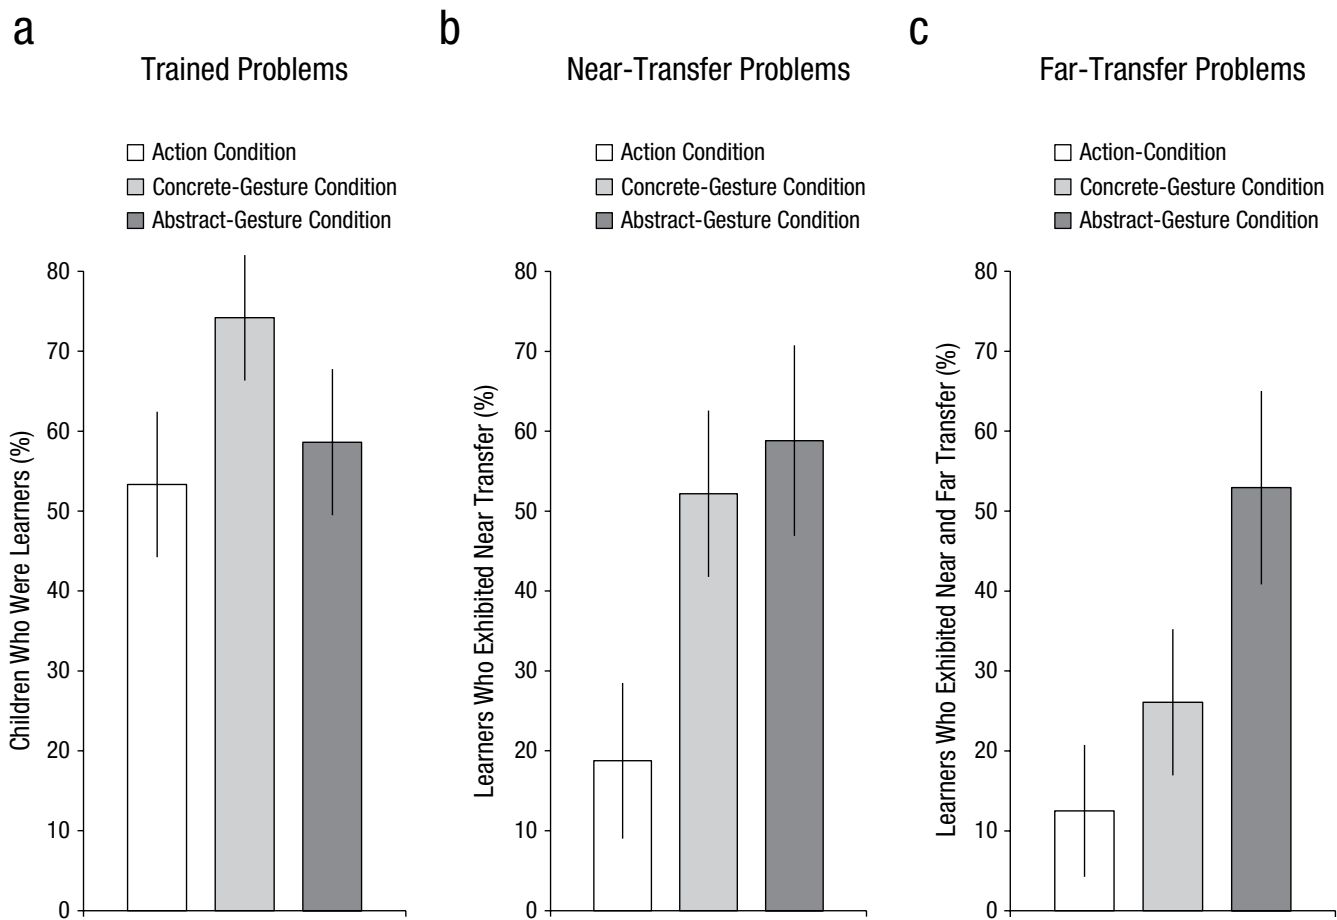 a
Trained Problems
Action Condition
Concrete-Gesture Condition
Abstract-Gesture Condition
Children Who Were Learners (%)
80
70
60
50
40
30
20
10
0
b
Near-Transfer Problems
Action Condition
Concrete-Gesture Condition
Abstract-Gesture Condition
Learners Who Exhibited Near Transfer (%)
80
70
60
50
40
30
20
10
0
c
Far-Transfer Problems
Action-Condition
Concrete-Gesture Condition
Abstract-Gesture Condition
Learners Who Exhibited Near and Far Transfer (%)
80
70
60
50
40
30
20
10
0